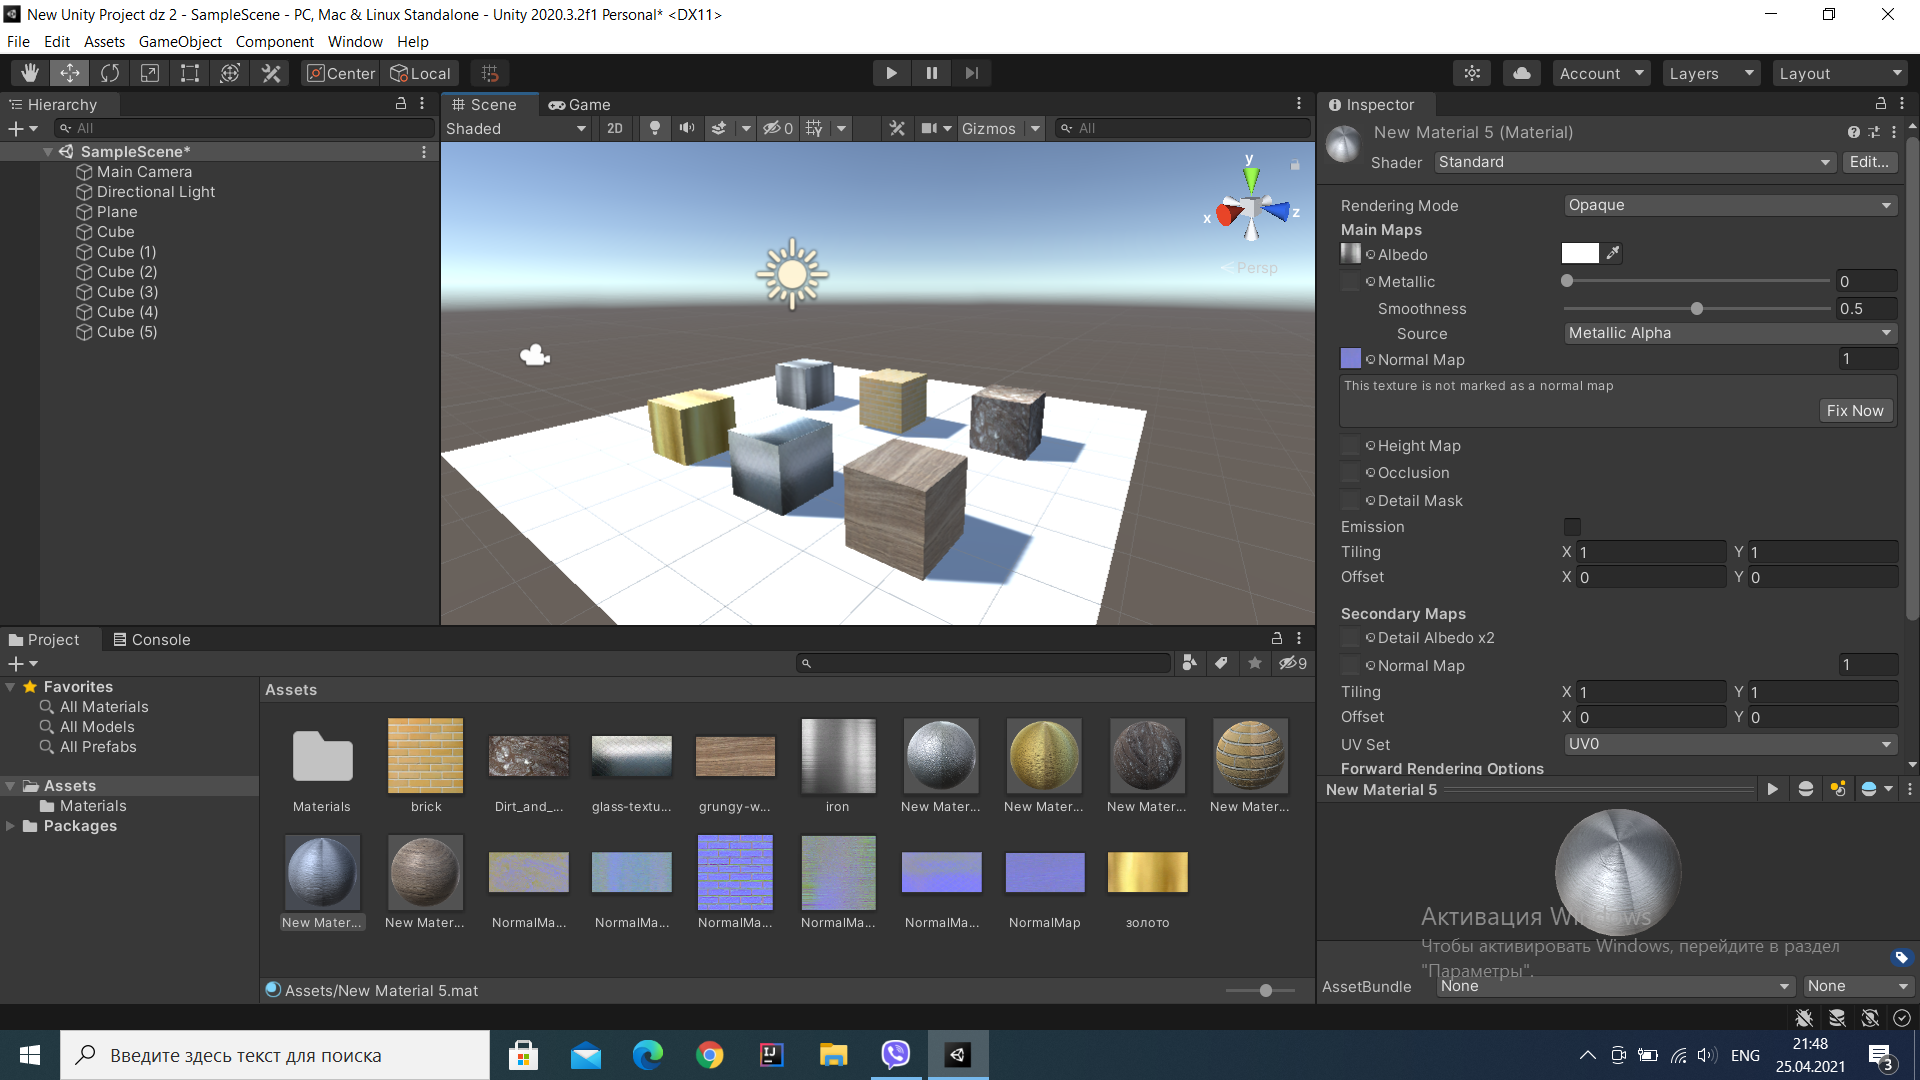 New Unity Project dz 2 - SampleScene - PC, Mac & Linux Standalone - Unity 2020.3.2f1 Personal* <DX11>
File Edit Assets GameObject Component Window Help
Center Local Account Layers Layout
Hierarchy
All
SampleScene*
Main Camera
Directional Light
Plane
Cube
Cube (1)
Cube (2)
Cube (3)
Cube (4)
Cube (5)
Scene Game
Shaded 2D 0 Gizmos All
y
x z
Persp
Inspector
New Material 5 (Material)
Shader Standard Edit...
Rendering Mode Opaque
Main Maps
Albedo
Metallic 0
Smoothness 0.5
Source Metallic Alpha
Normal Map 1
This texture is not marked as a normal map
Fix Now
Height Map
Occlusion
Detail Mask
Emission
Tiling X 1 Y 1
Offset X 0 Y 0
Secondary Maps
Detail Albedo x2
Normal Map 1
Tiling X 1 Y 1
Offset X 0 Y 0
UV Set UV0
Forward Rendering Options
New Material 5
Project Console
9
Favorites
All Materials
All Models
All Prefabs
Assets
Materials
Packages
Assets
Materials brick Dirt_and_... glass-textu... grungy-w... iron New Mater... New Mater... New Mater... New Mater...
New Mater... New Mater... NormalMa... NormalMa... NormalMa... NormalMa... NormalMa... NormalMap золото
Assets/New Material 5.mat
Активация Windows
Чтобы активировать Windows, перейдите в раздел
"Параметры".
AssetBundle None None
Введите здесь текст для поиска
ENG
21:48
25.04.2021
3